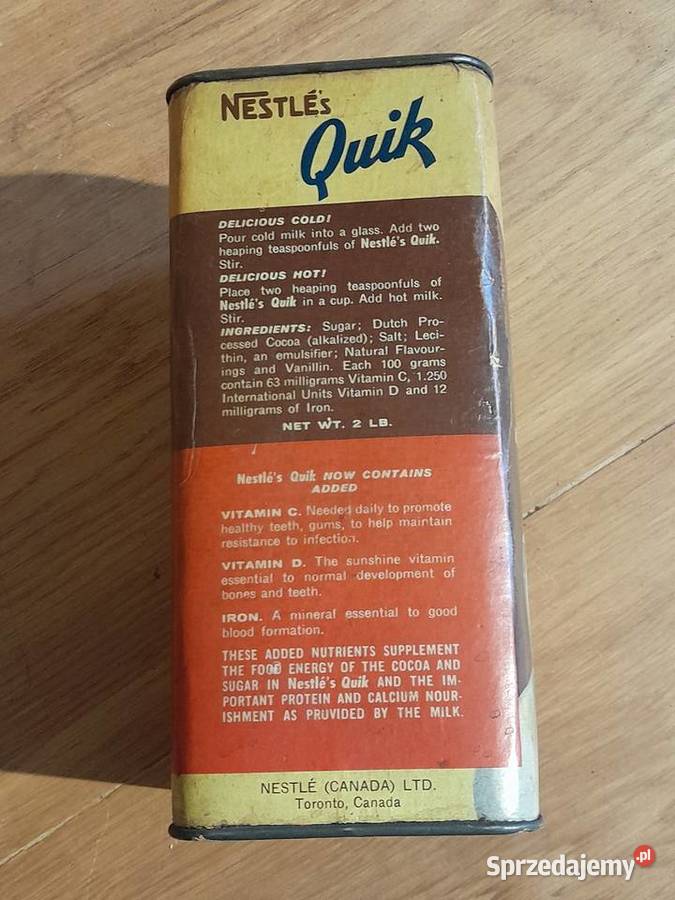 NESTLÉ'S
Quik
DELICIOUS COLD!
Pour cold milk into a glass. Add two
heaping teaspoonfuls of Nestlé's Quik.
Stir.
DELICIOUS HOT!
Place two heaping teaspoonfuls of
Nestlé's Quik in a cup. Add hot milk.
Stir.
INGREDIENTS: Sugar; Dutch Pro-
cessed Cocoa (alkalized); Salt; Leci-
thin, an emulsifier; Natural Flavour-
ings and Vanillin. Each 100 grams
contain 63 milligrams Vitamin C, 1.250
International Units Vitamin D and 12
milligrams of Iron.
NET WT. 2 LB.
Nestlé's Quik NOW CONTAINS
ADDED
VITAMIN C. Needed daily to promote
healthy teeth, gums, to help maintain
resistance to infection.
VITAMIN D. The sunshine vitamin
essential to normal development of
bones and teeth.
IRON. A mineral essential to good
blood formation.
THESE ADDED NUTRIENTS SUPPLEMENT
THE FOOD ENERGY OF THE COCOA AND
SUGAR IN Nestlé's Quik AND THE IM-
PORTANT PROTEIN AND CALCIUM NOUR-
ISHMENT AS PRUVIDED BY THE MILK.
NESTLÉ (CANADA) LTD.
Toronto, Canada
Sprzedajemy.pl